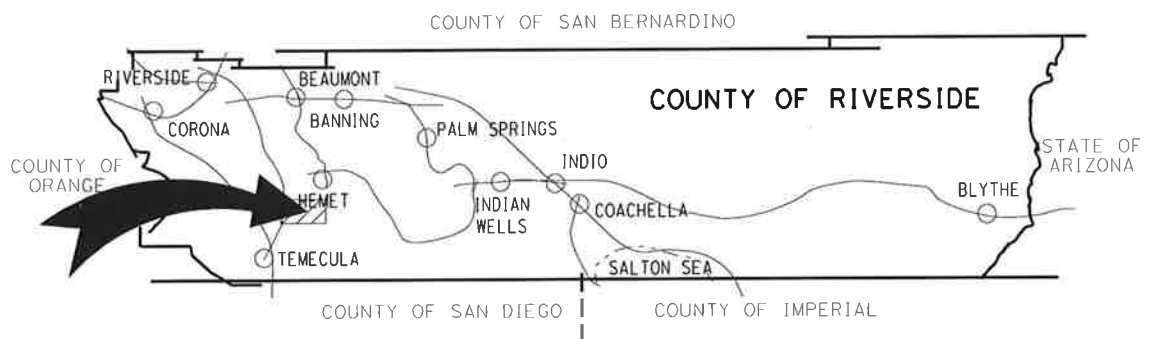 COUNTY OF SAN BERNARDINO
RIVERSIDE
BEAUMONT
COUNTY OF RIVERSIDE
CORONA
BANNING
PALM SPRINGS
STATE OF
ARIZONA
COUNTY OF
ORANGE
HEMET
INDIO
INDIAN
WELLS
COACHELLA
BLYTHE
TEMECULA
SALTON SEA
COUNTY OF SAN DIEGO
COUNTY OF IMPERIAL